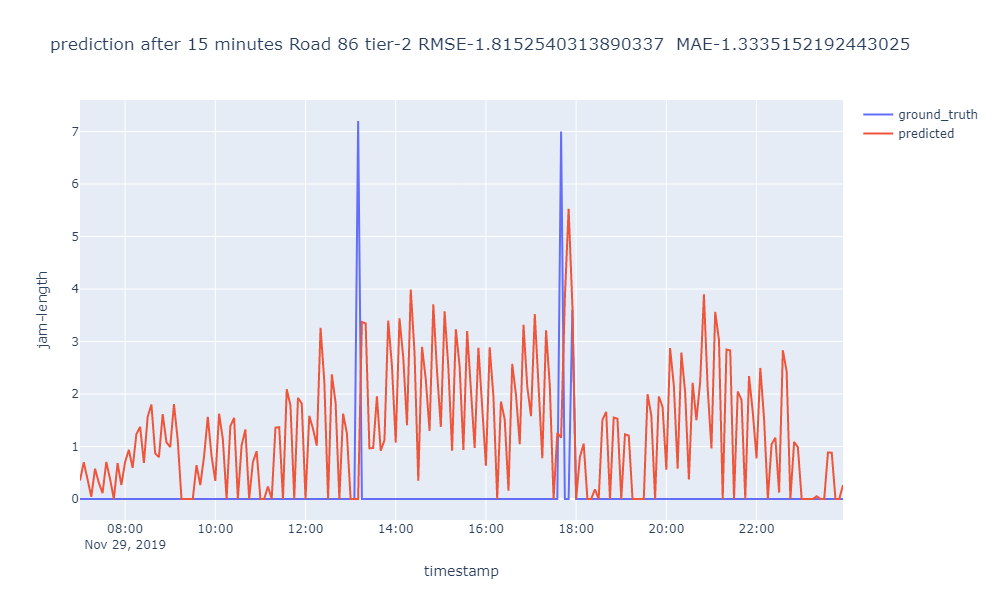 prediction after 15 minutes Road 86 tier-2 RMSE-1.8152540313890337  MAE-1.3335152192443025
ground_truth
predicted
7
6
5
4
3
2
1
0
jam-length
08:00 10:00 12:00 14:00 16:00 18:00 20:00 22:00
Nov 29, 2019
timestamp